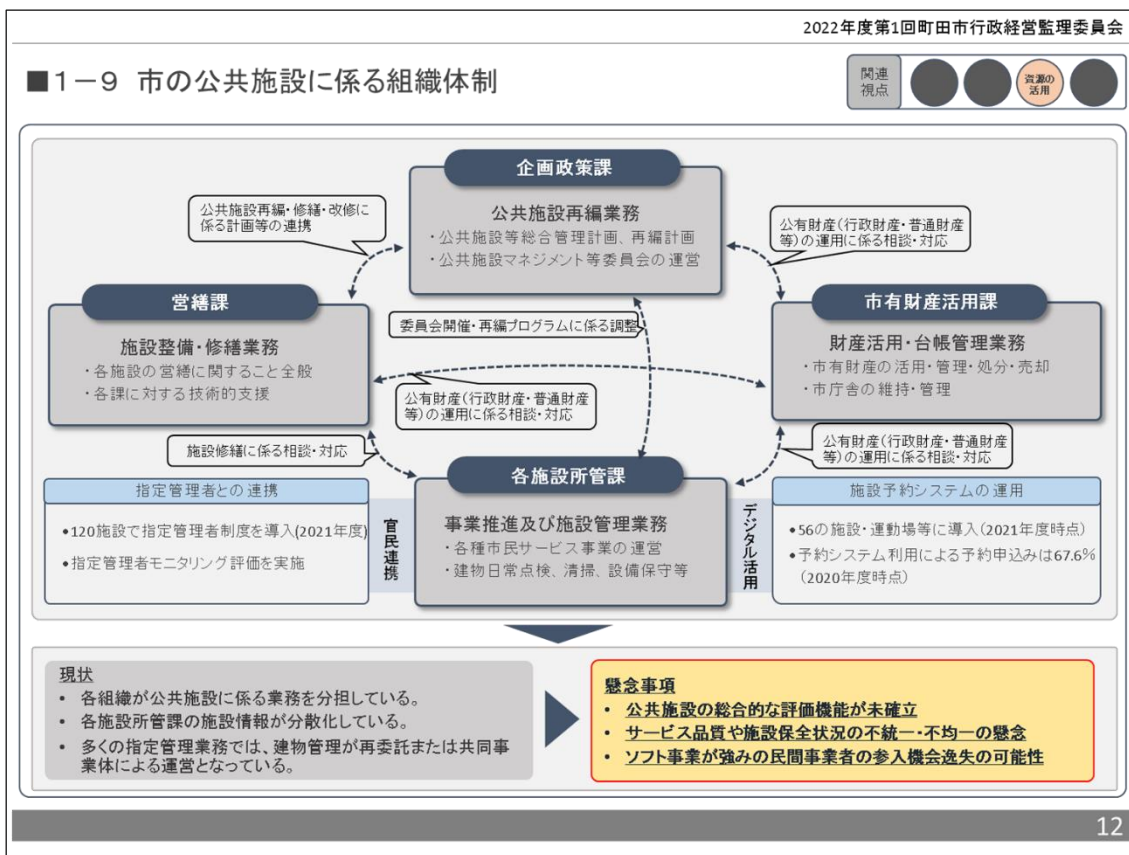 2022年度第1回町田市行政経営監理委員会
■1－9 市の公共施設に係る組織体制
関連
視点
資源の
活用
企画政策課
公共施設再編業務
・公共施設等総合管理計画、再編計画
・公共施設マネジメント等委員会の運営
公共施設再編・修繕・改修に
係る計画等の連携
公有財産(行政財産・普通財産
等)の運用に係る相談・対応
営繕課
施設整備・修繕業務
・各施設の営繕に関すること全般
・各課に対する技術的支援
委員会開催・再編プログラムに係る調整
市有財産活用課
財産活用・台帳管理業務
・市有財産の活用・管理・処分・売却
・市庁舎の維持・管理
公有財産(行政財産・普通財産
等)の運用に係る相談・対応
施設修繕に係る相談・対応
公有財産(行政財産・普通財産
等)の運用に係る相談・対応
各施設所管課
事業推進及び施設管理業務
・各種市民サービス事業の運営
・建物日常点検、清掃、設備保守等
指定管理者との連携
●120施設で指定管理者制度を導入(2021年度)
●指定管理者モニタリング評価を実施
官民連携
デジタル活用
施設予約システムの運用
●56の施設・運動場等に導入(2021年度時点)
●予約システム利用による予約申込みは67.6%
(2020年度時点)
現状
• 各組織が公共施設に係る業務を分担している。
• 各施設所管課の施設情報が分散化している。
• 多くの指定管理業務では、建物管理が再委託または共同事
業体による運営となっている。
懸念事項
• 公共施設の総合的な評価機能が未確立
• サービス品質や施設保全状況の不統一・不均一の懸念
• ソフト事業が強みの民間事業者の参入機会逸失の可能性
12